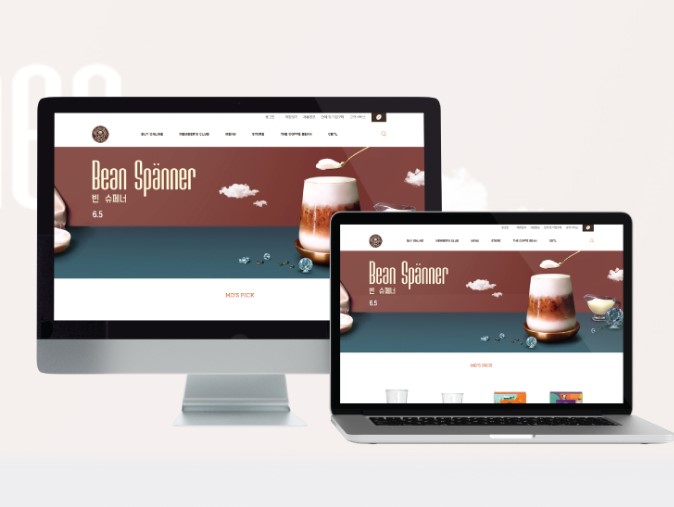 BUY ONLINE MEMBERS CLUB MENU STORE THE COFFEE BEAN CBTL
Bean Spänner
빈 슈페너
6.5
MD'S PICK
BUY ONLINE MEMBERS CLUB MENU STORE THE COFFEE BEAN CBTL
Bean Spänner
빈 슈페너
6.5
MD'S PICK